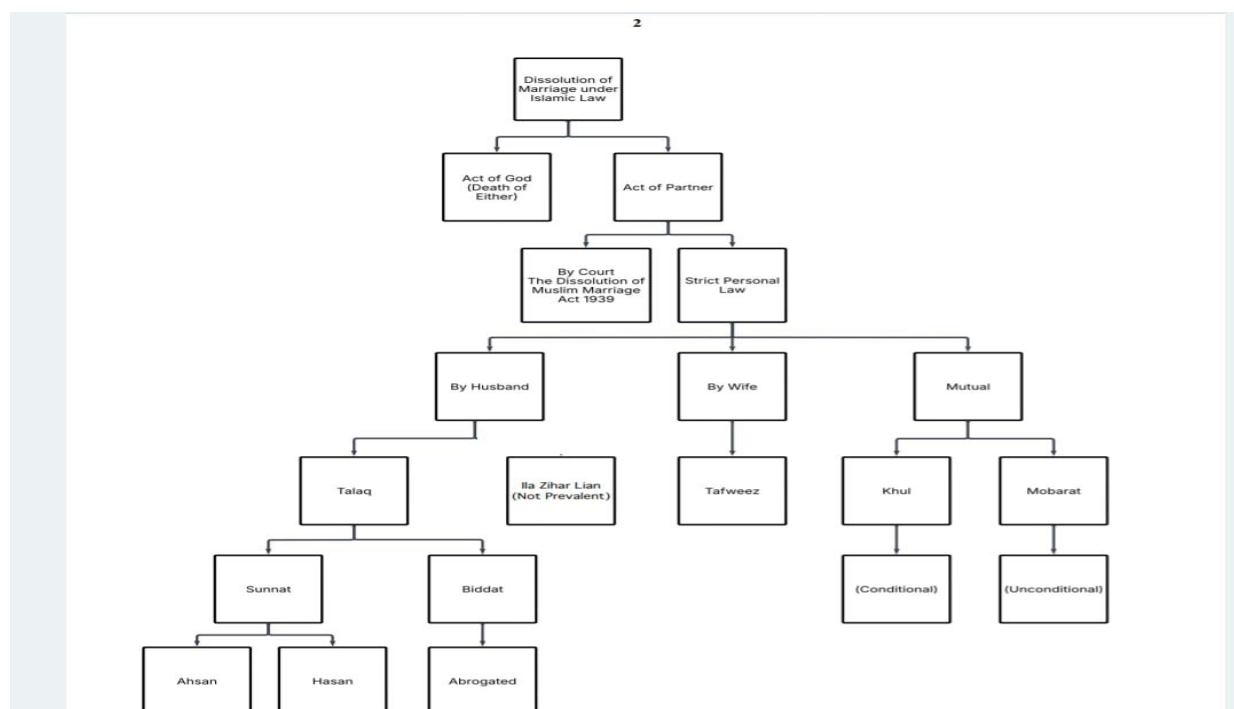 2
Dissolution of
Marriage under
Islamic Law
Act of God
(Death of
Either)
Act of Partner
By Court
The Dissolution of
Muslim Marriage
Act 1939
Strict Personal
Law
By Husband
By Wife
Mutual
Talaq
Ila Zihar Lian
(Not Prevalent)
Tafweez
Khul
Mobarat
Sunnat
Biddat
(Conditional)
(Unconditional)
Ahsan
Hasan
Abrogated